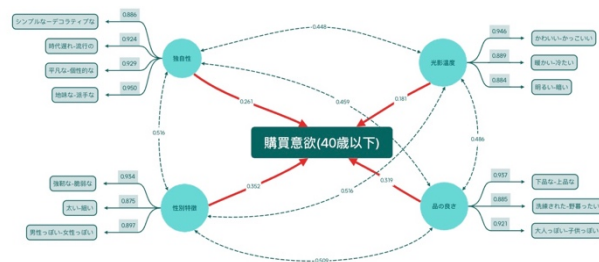 シンプルなーデコラティブな
0.886
時代遅れ-流行の
0.924
平凡な-個性的な
0.929
地味な-派手な
0.950
独自性
0.448
光影温度
0.946
かわいい-かっこいい
0.889
暖かい-冷たい
0.884
明るい-暗い
0.261
0.181
0.459
0.516
0.486
購買意欲(40歳以下)
0.352
0.319
0.516
強靭な-脆弱な
0.934
太い-細い
0.875
男性っぽい-女性っぽい
0.897
性別特徴
品の良さ
0.937
下品な-上品な
0.885
洗練された-野暮ったい
0.921
大人っぽい-子供っぽい